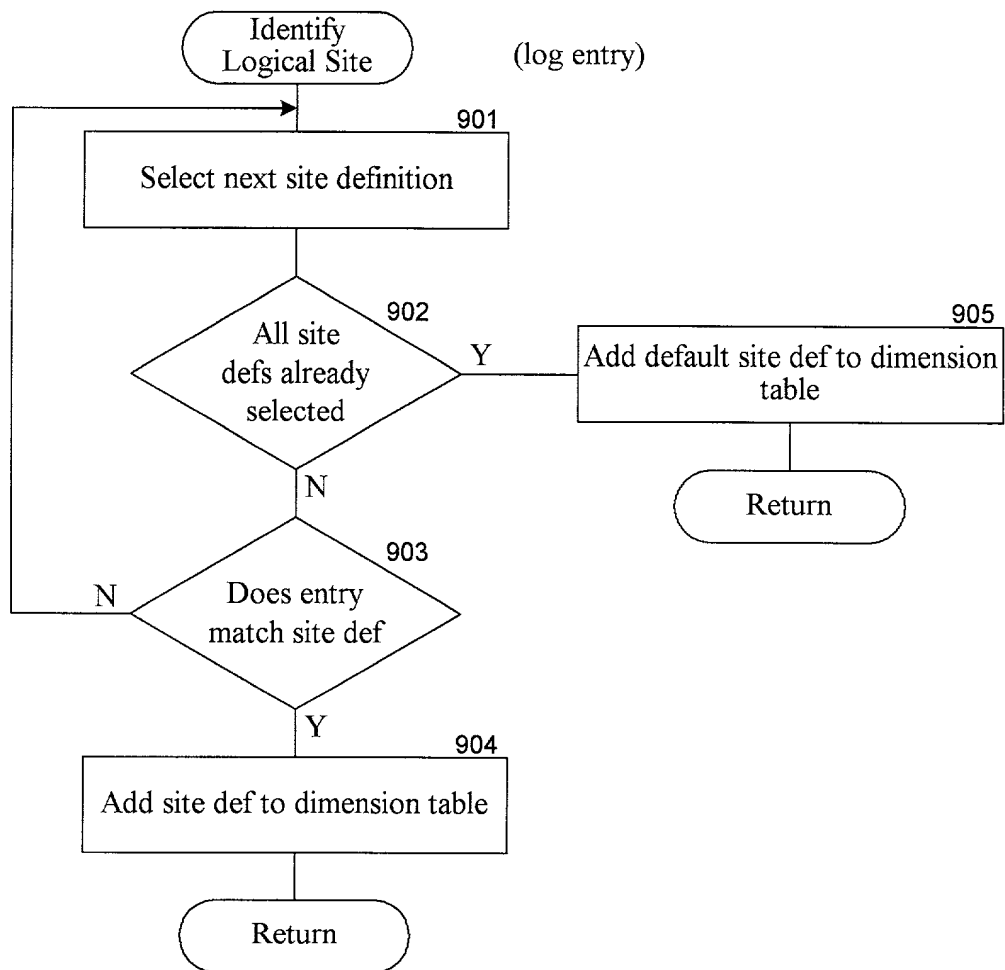 Identify
Logical Site
(log entry)
901
Select next site definition
902
All site
defs already
selected
Y
905
Add default site def to dimension
table
Return
N
903
Does entry
match site def
N
Y
904
Add site def to dimension table
Return